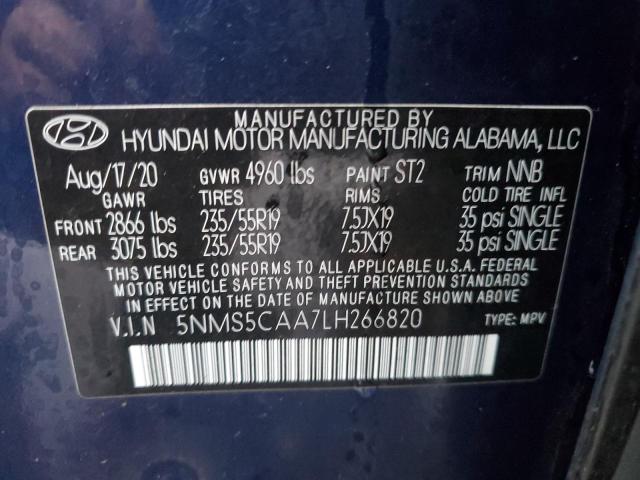 MANUFACTURED BY
HYUNDAI MOTOR MANUFACTURING ALABAMA, LLC
Aug/17/20 GVWR 4960 lbs PAINT ST2 TRIM NNB
GAWR TIRES RIMS COLD TIRE INFL
FRONT 2866 lbs 235/55R19 7.5JX19 35 psi SINGLE
REAR 3075 lbs 235/55R19 7.5JX19 35 psi SINGLE
THIS VEHICLE CONFORMS TO ALL APPLICABLE U.S.A. FEDERAL
MOTOR VEHICLE SAFETY AND THEFT PREVENTION STANDARDS
IN EFFECT ON THE DATE OF MANUFACTURE SHOWN ABOVE.
V.I.N 5NMS5CAA7LH266820 TYPE: MPV